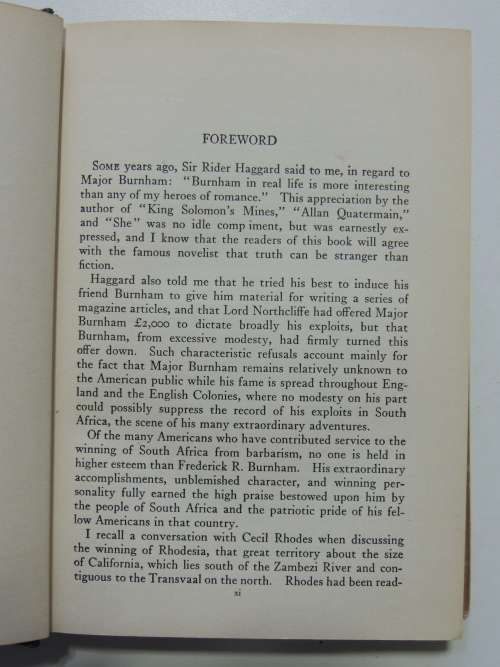 FOREWORD
SOME years ago, Sir Rider Haggard said to me, in regard to
Major Burnham: "Burnham in real life is more interesting
than any of my heroes of romance." This appreciation by the
author of "King Solomon's Mines," "Allan Quatermain,"
and "She" was no idle comp iment, but was earnestly ex-
pressed, and I know that the readers of this book will agree
with the famous novelist that truth can be stranger than
fiction.
Haggard also told me that he tried his best to induce his
friend Burnham to give him material for writing a series of
magazine articles, and that Lord Northcliffe had offered Major
Burnham £2,000 to dictate broadly his exploits, but that
Burnham, from excessive modesty, had firmly turned this
offer down. Such characteristic refusals account mainly for
the fact that Major Burnham remains relatively unknown to
the American public while his fame is spread throughout Eng-
land and the English Colonies, where no modesty on his part
could possibly suppress the record of his exploits in South
Africa, the scene of his many extraordinary adventures.
Of the many Americans who have contributed service to the
winning of South Africa from barbarism, no one is held in
higher esteem than Frederick R. Burnham. His extraordinary
accomplishments, unblemished character, and winning per-
sonality fully earned the high praise bestowed upon him by
the people of South Africa and the patriotic pride of his fel-
low Americans in that country.
I recall a conversation with Cecil Rhodes when discussing
the winning of Rhodesia, that great territory about the size
of California, which lies south of the Zambezi River and con-
tiguous to the Transvaal on the north. Rhodes had been read-
xi